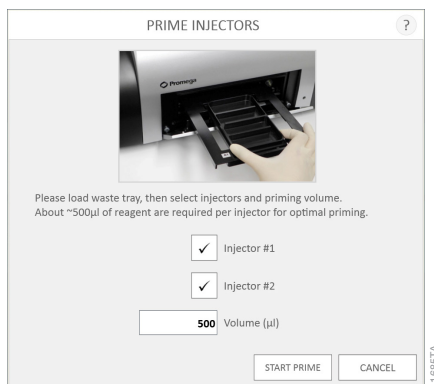 PRIME INJECTORS
?
Promega
Please load waste tray, then select injectors and priming volume.
About ~500µl of reagent are required per injector for optimal priming.
✓ Injector #1
✓ Injector #2
500 Volume (µl)
START PRIME CANCEL